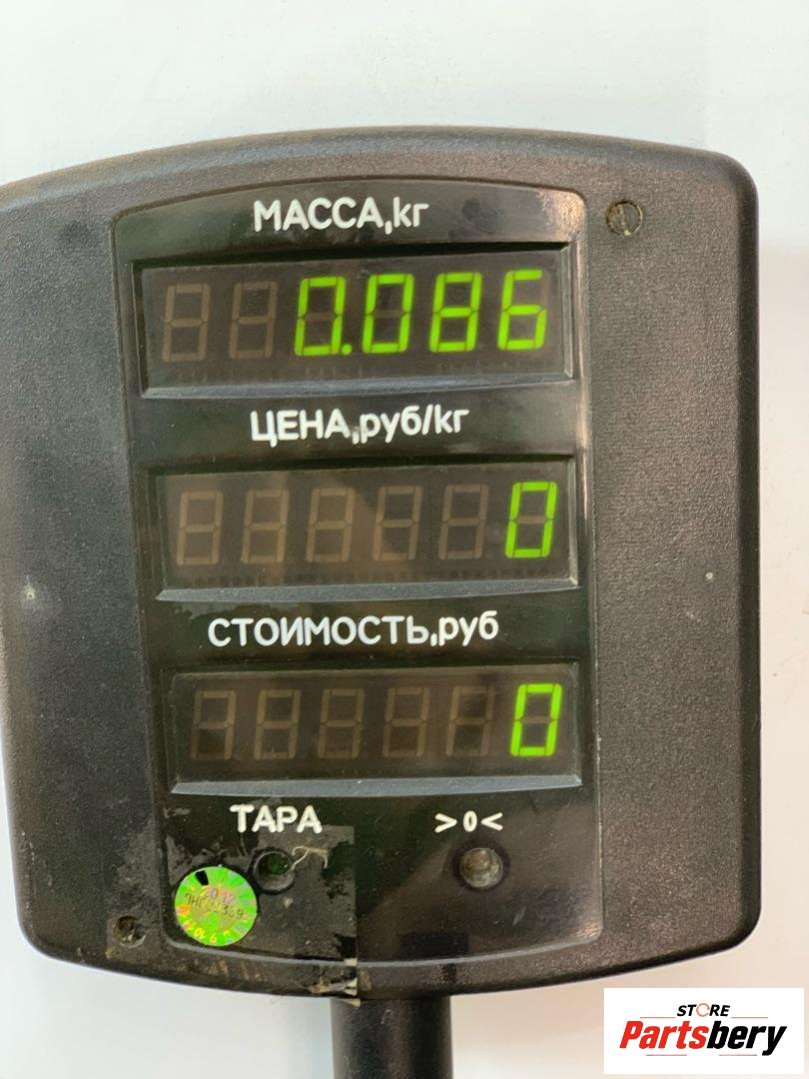 МАССА,кг
0.086
ЦЕНА,руб/кг
0
СТОИМОСТЬ,руб
0
ТАРА >0<
STORE
Partsbery